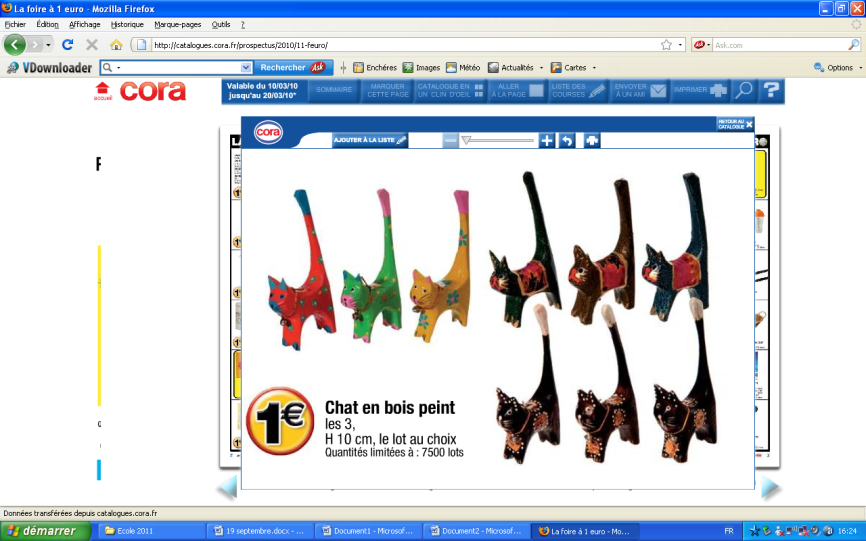 La foire à 1 euro - Mozilla Firefox
Fichier Édition Affichage Historique Marque-pages Outils ?
http://catalogues.cora.fr/prospectus/2010/11-feuro/
Ask.com
VDownloader
Rechercher Ask
Enchères Images Météo Actualités Cartes
Options
accueil cora
Valable du 10/03/10
jusqu'au 20/03/10*
SOMMAIRE
MARQUER
CETTE PAGE
CATALOGUE EN
UN CLIN D'OEIL
ALLER
À LA PAGE
LISTE DES
COURSES
ENVOYER
À UN AMI
IMPRIMER
?
cora
AJOUTER À LA LISTE
RETOUR AU
CATALOGUE
1€
Chat en bois peint
les 3,
H 10 cm, le lot au choix
Quantités limitées à : 7500 lots
Données transférées depuis catalogues.cora.fr
démarrer
Ecole 2011
19 septembre.docx - ...
Document1 - Microsof...
Document2 - Microsof...
La foire à 1 euro - Mo...
FR
16:24